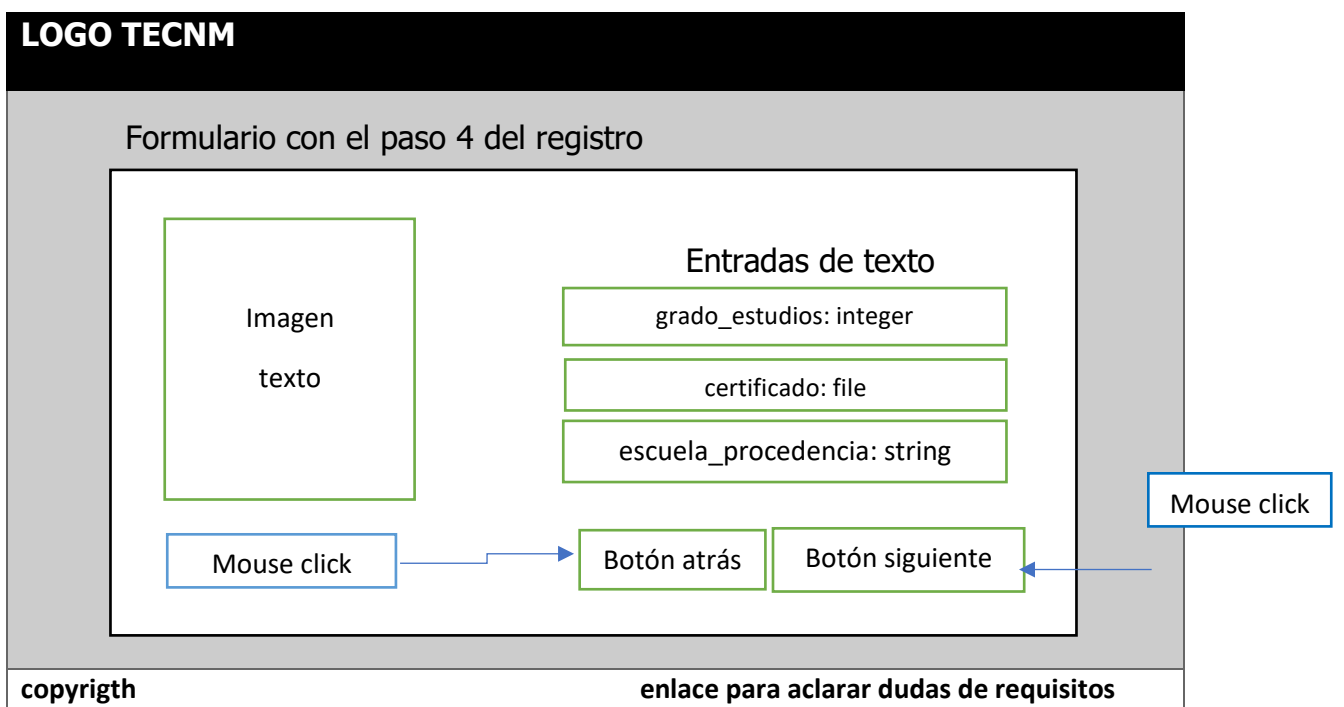 LOGO TECNM
Formulario con el paso 4 del registro
Imagen
texto
Entradas de texto
grado_estudios: integer
certificado: file
escuela_procedencia: string
Mouse click
Mouse click
Botón atrás
Botón siguiente
copyrigth
enlace para aclarar dudas de requisitos